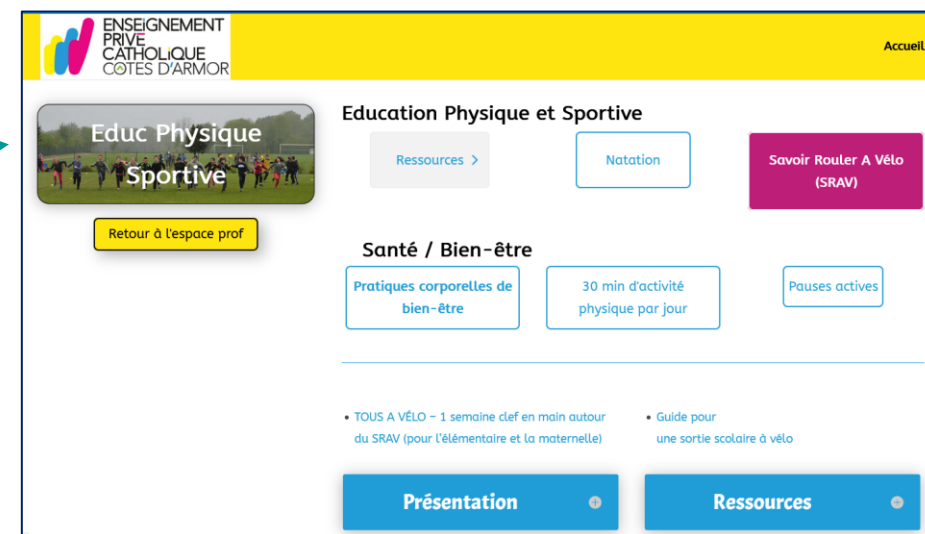 ENSEiGNEMENT
PRIVE
CATHOLiQUE
COTES D'ARMOR
Accueil
Educ Physique
Sportive
Retour à l'espace prof
Education Physique et Sportive
Ressources >
Natation
Savoir Rouler A Vélo
(SRAV)
Santé / Bien-être
Pratiques corporelles de
bien-être
30 min d'activité
physique par jour
Pauses actives
• TOUS A VÉLO – 1 semaine clef en main autour
du SRAV (pour l'élémentaire et la maternelle)
• Guide pour
une sortie scolaire à vélo
Présentation
Ressources